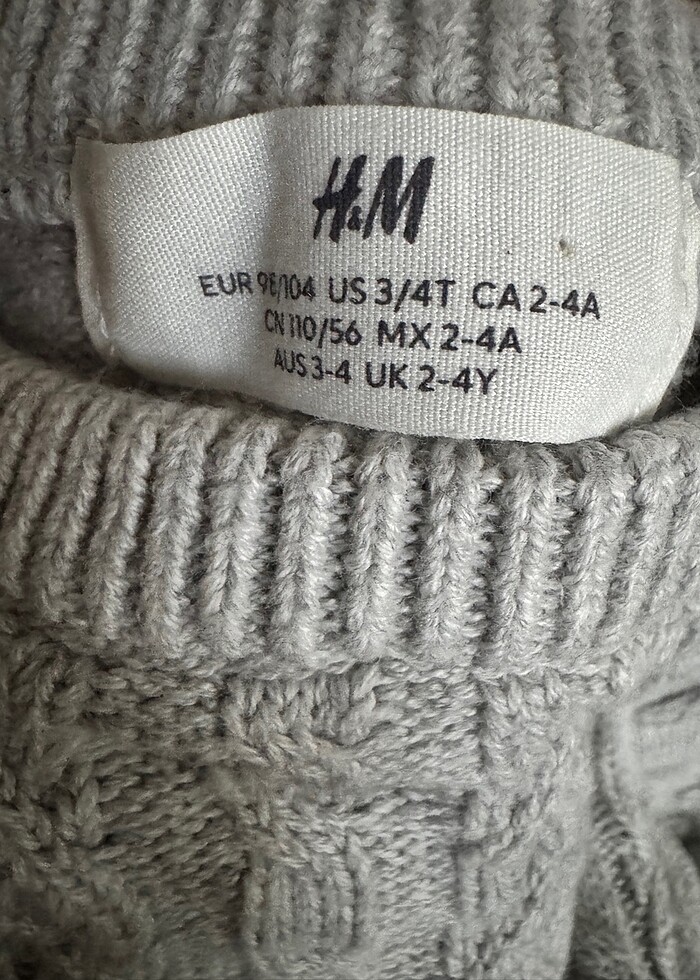 H&M
EUR 98/104 US 3/4T CA 2-4A
CN 110/56 MX 2-4A
AUS 3-4 UK 2-4Y